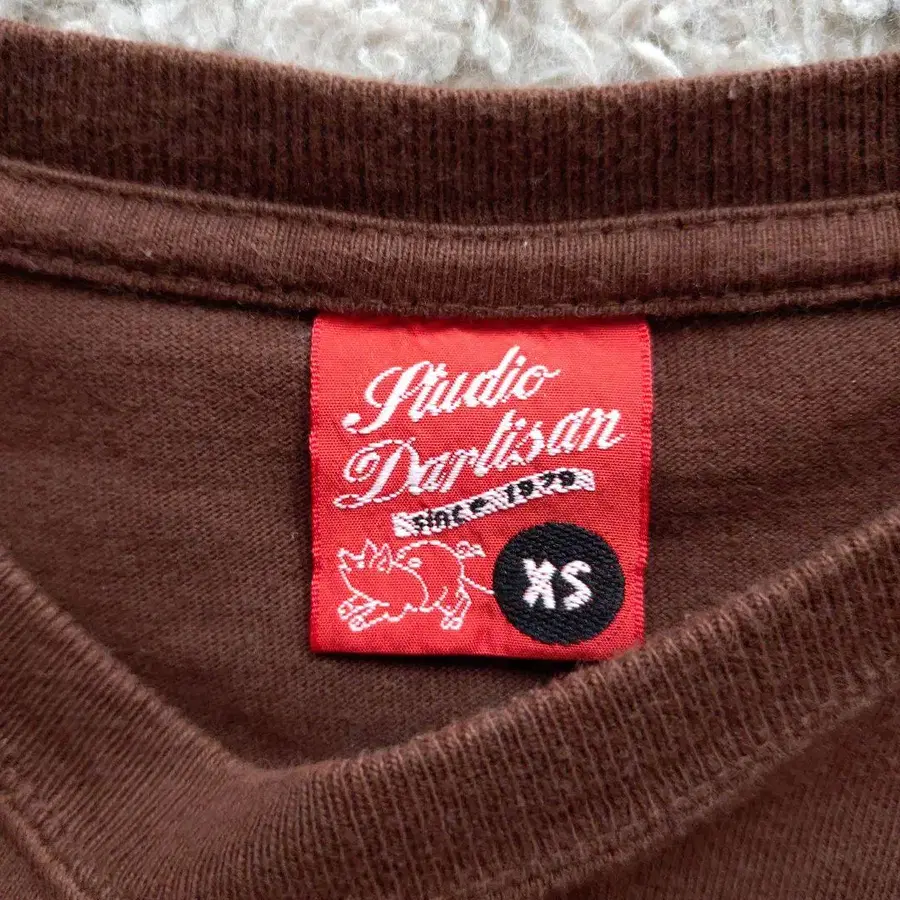 Studio
Dartisan
since 1979
XS